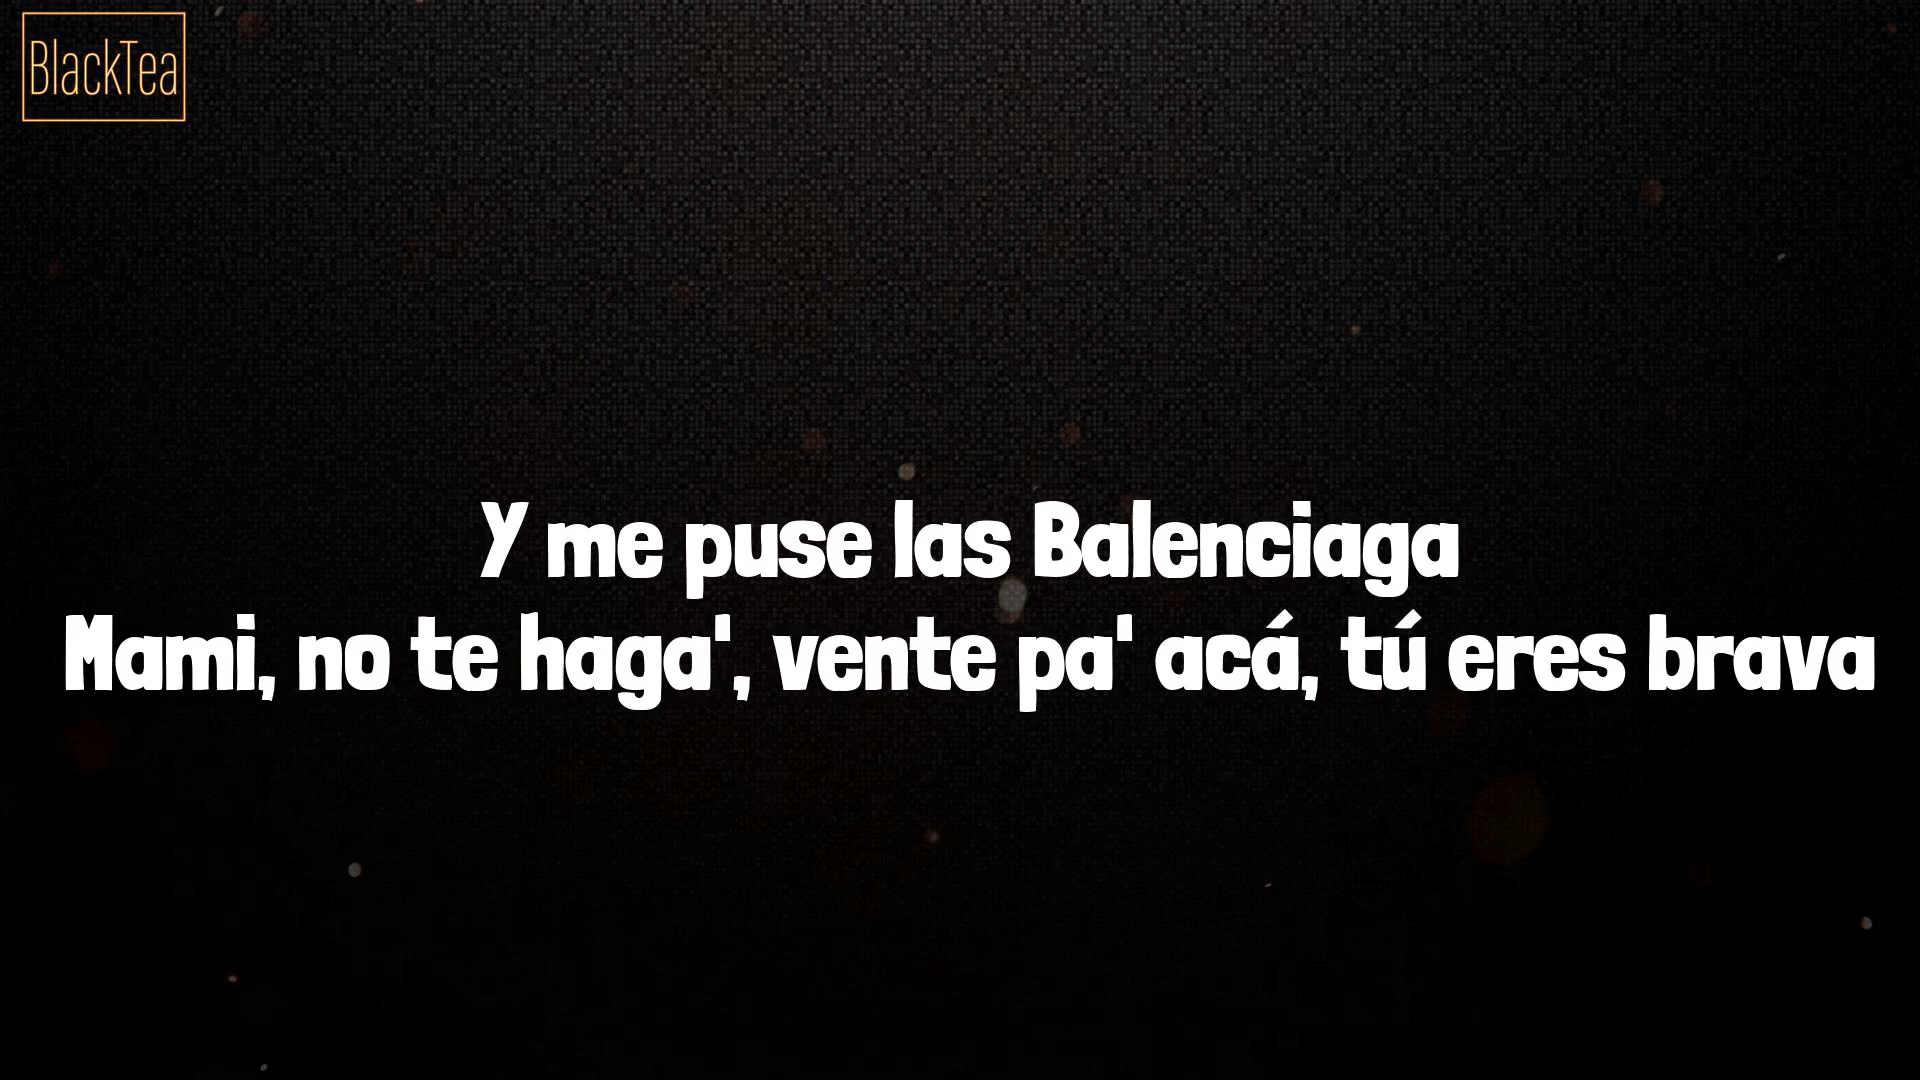 BlackTea
Y me puse las Balenciaga
Mami, no te haga', vente pa' acá, tú eres brava